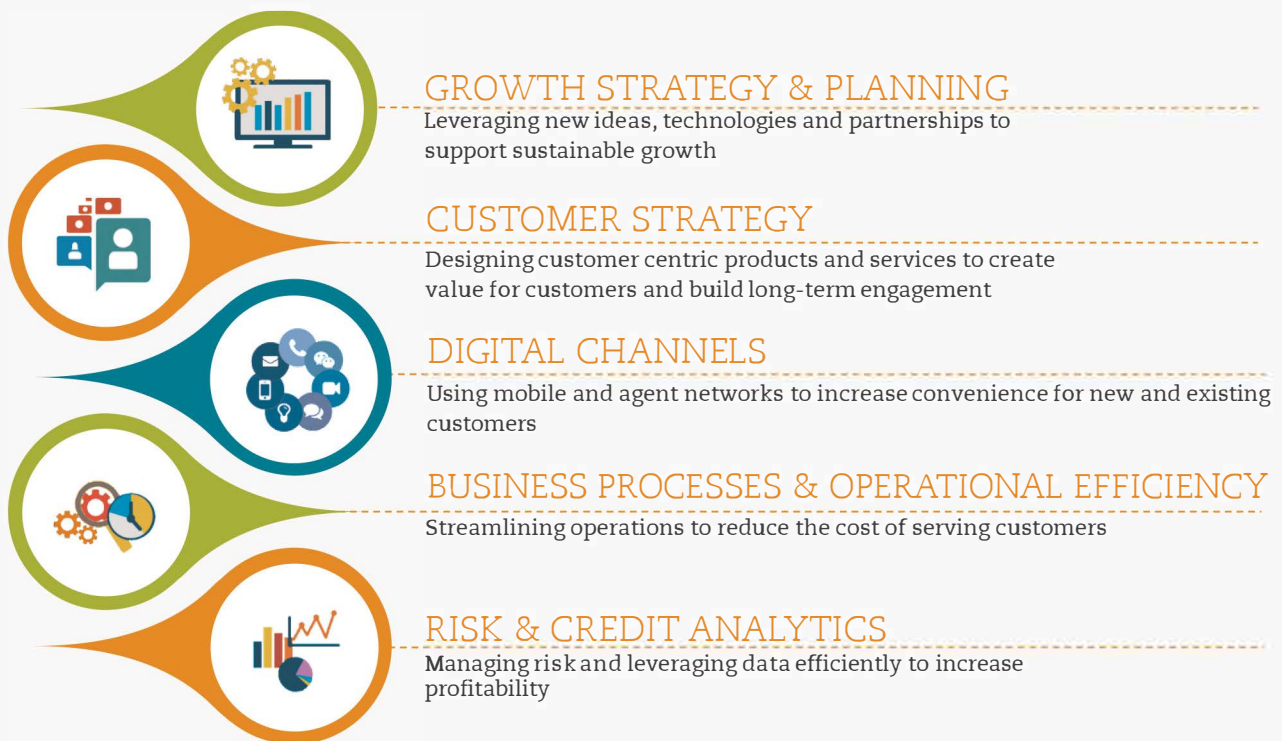 GROWTH STRATEGY & PLANNING
Leveraging new ideas, technologies and partnerships to
support sustainable growth
CUSTOMER STRATEGY
Designing customer centric products and services to create
value for customers and build long-term engagement
DIGITAL CHANNELS
Using mobile and agent networks to increase convenience for new and existing
customers
BUSINESS PROCESSES & OPERATIONAL EFFICIENCY
Streamlining operations to reduce the cost of serving customers
RISK & CREDIT ANALYTICS
Managing risk and leveraging data efficiently to increase
profitability